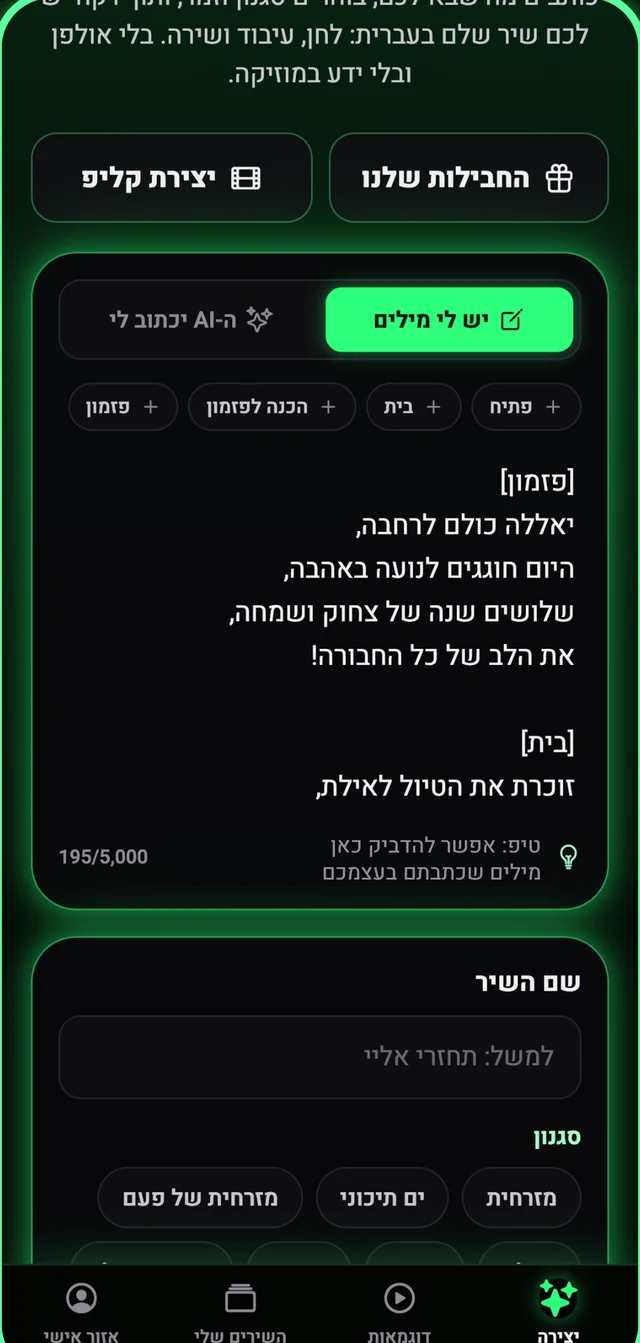 לכם שיר שלם בעברית: לחן, עיבוד ושירה. בלי אולפן
ובלי ידע במוזיקה.
החבילות שלנו
יצירת קליפ
יש לי מילים
ה-AI יכתוב לי
+ פתיח
+ בית
+ הכנה לפזמון
+ פזמון
[פזמון]
יאללה כולם לרחבה,
היום חוגגים לנועה באהבה,
שלושים שנה של צחוק ושמחה,
את הלב של כל החבורה!
[בית]
זוכרת את הטיול לאילת,
טיפ: אפשר להדביק כאן
מילים שכתבתם בעצמכם
195/5,000
שם השיר
למשל: תחזרי אליי
סגנון
מזרחית
ים תיכוני
מזרחית של פעם
יצירה
דוגמאות
השירים שלי
אזור אישי